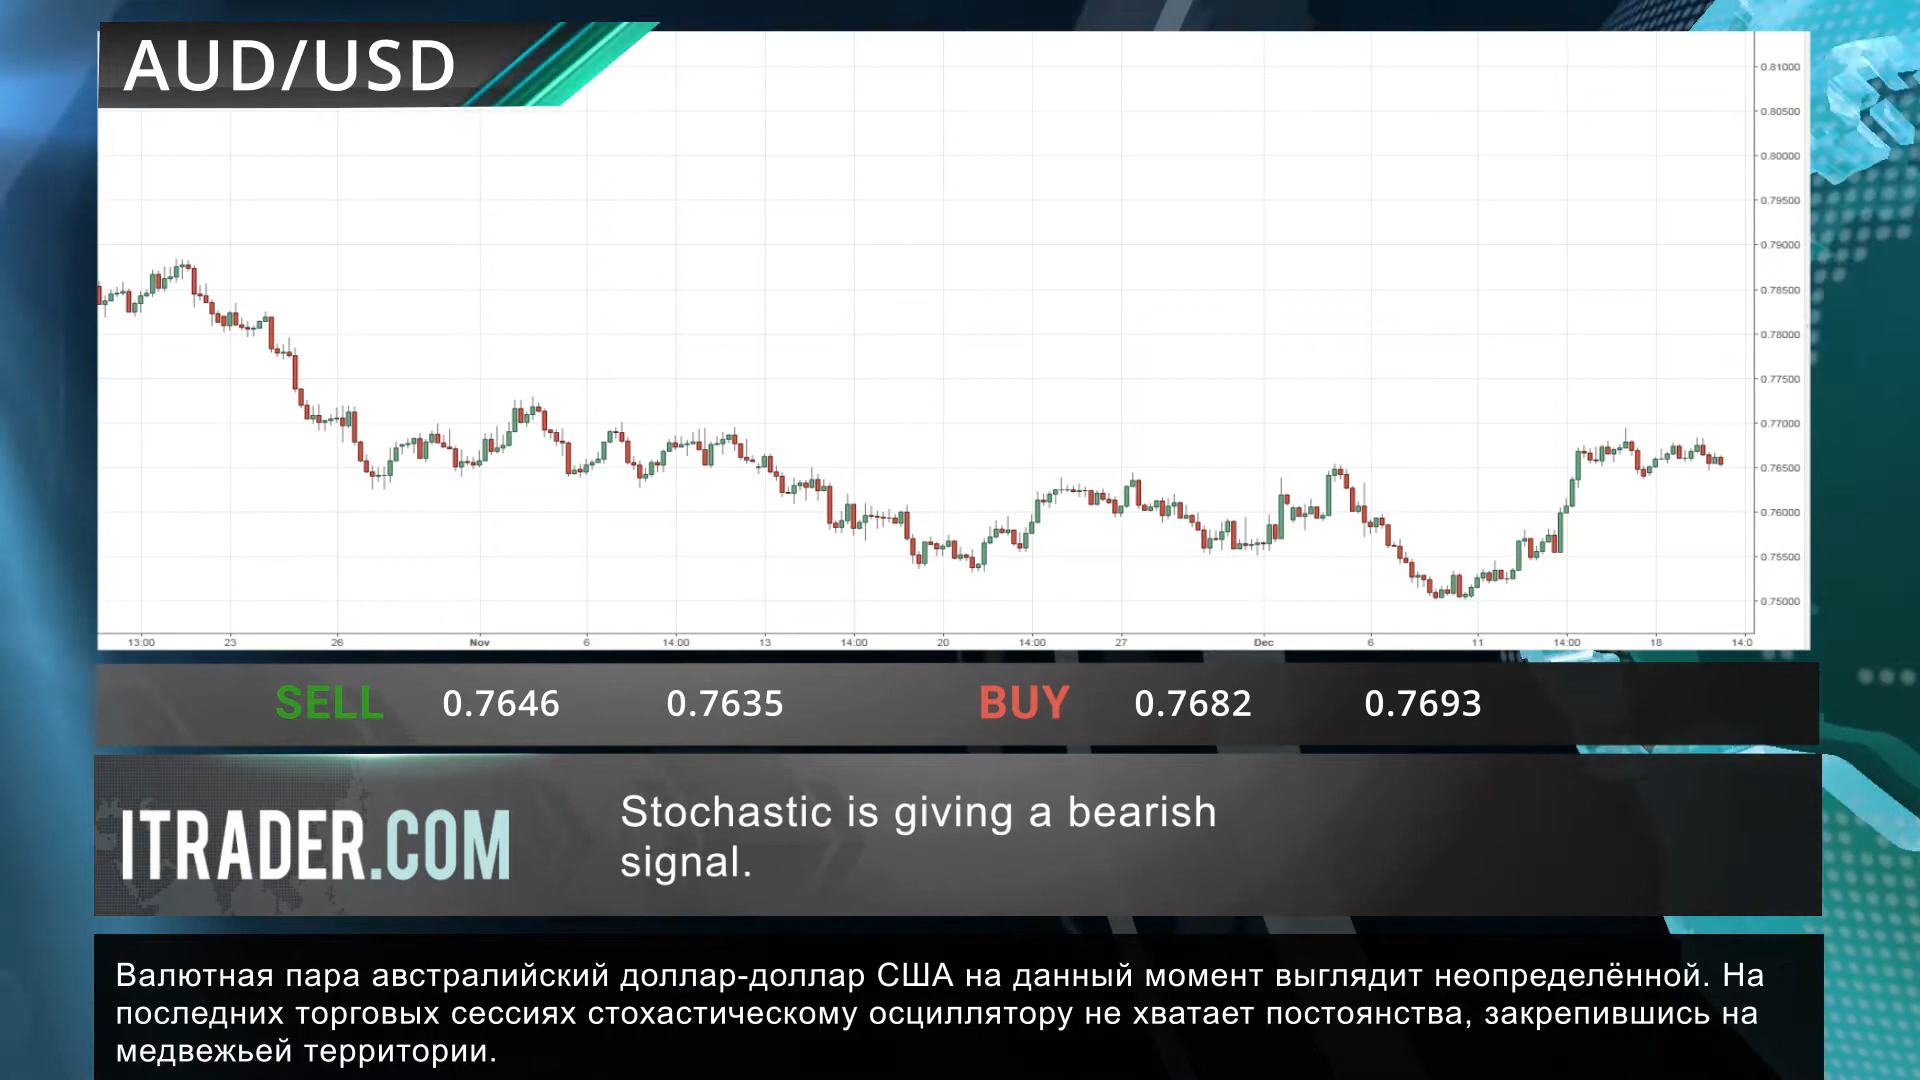 AUD/USD
0.81000
0.80500
0.80000
0.79500
0.79000
0.78500
0.78000
0.77500
0.77000
0.76500
0.76000
0.75500
0.75000
13:00 23 26 Nov 6 14:00 13 14:00 20 14:00 27 Dec 6 11 14:00 18 14:0
SELL 0.7646 0.7635 BUY 0.7682 0.7693
ITRADER.COM
Stochastic is giving a bearish
signal.
Валютная пара австралийский доллар-доллар США на данный момент выглядит неопределённой. На
последних торговых сессиях стохастическому осциллятору не хватает постоянства, закрепившись на
медвежьей территории.